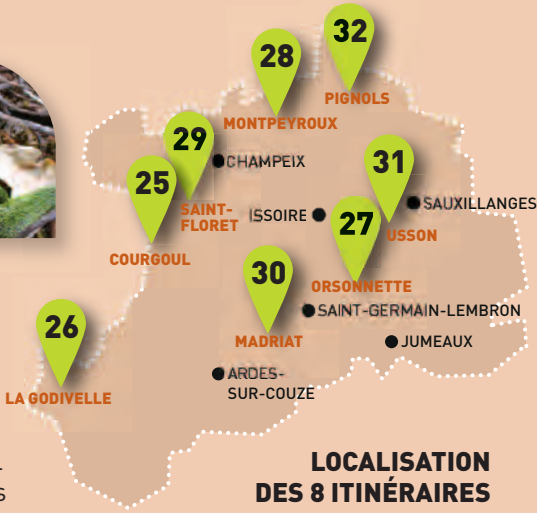 32
28
PIGNOLS
MONTPEYROUX
29
CHAMPEIX
31
25
SAINT-
FLORET
ISSOIRE
27
SAUXILLANGES
USSON
COURGOUL
30
ORSONNETTE
SAINT-GERMAIN-LEMBRON
26
MADRIAT
JUMEAUX
ARDES-
SUR-COUZE
LA GODIVELLE
LOCALISATION
DES 8 ITINÉRAIRES